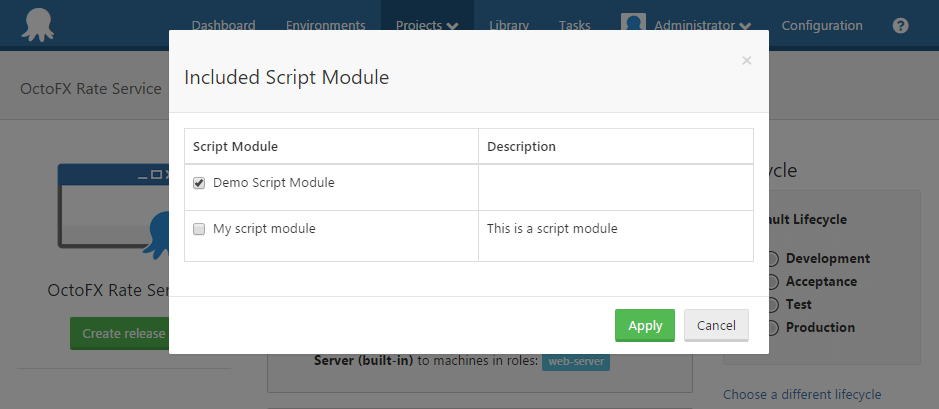 Dashboard Environments Projects Library Tasks Administrator Configuration ?
Included Script Module ×
OctoFX Rate Service
Script Module Description
Demo Script Module
My script module This is a script module
ycle
ult Lifecycle
Development
Acceptance
Test
Production
OctoFX Rate Ser
Create release
Apply Cancel
Server (built-in) to machines in roles: web-server
Choose a different lifecycle